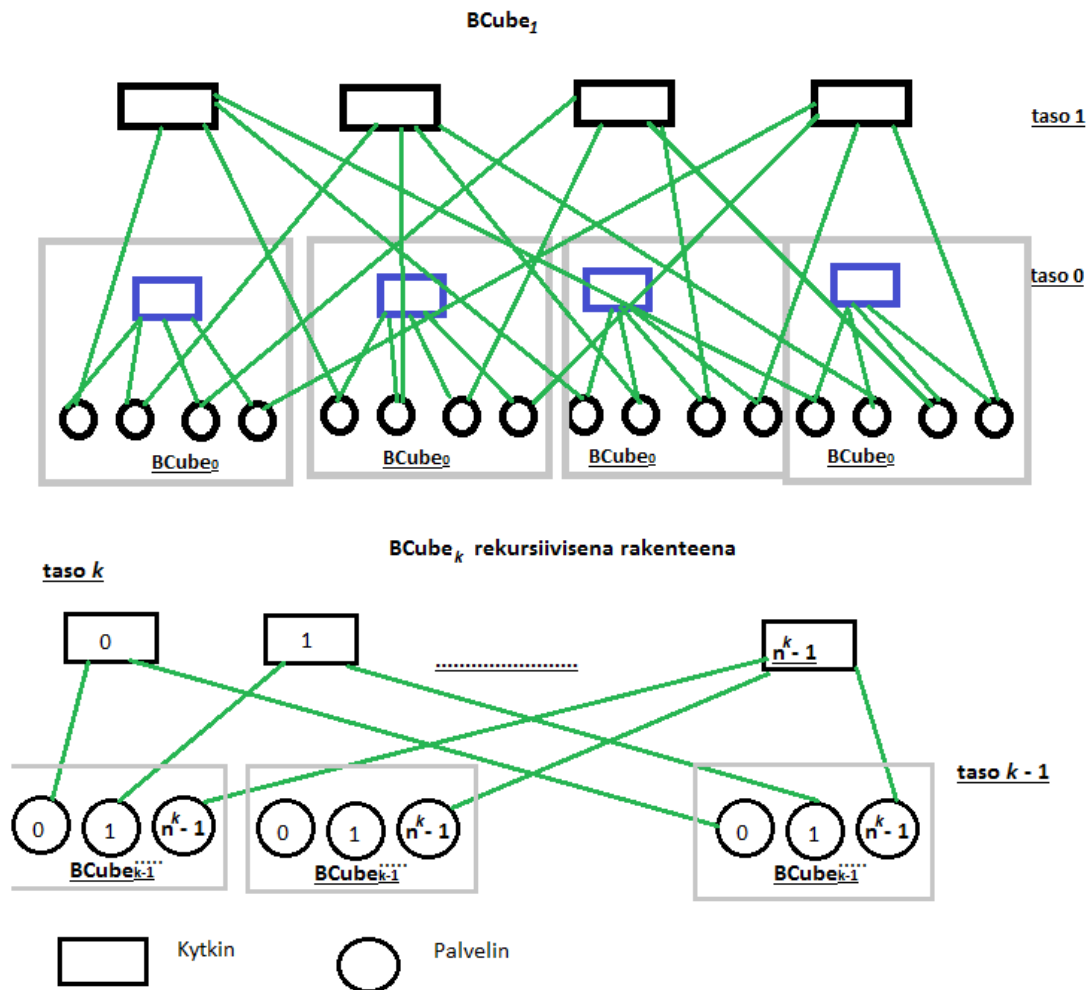 BCube₁
taso 1
taso 0
BCube₀ BCube₀ BCube₀ BCube₀
BCubeₖ rekursiivisena rakenteena
taso k
0 1 ........................ nᵏ- 1
taso k - 1
0 1 nᵏ- 1 0 1 nᵏ- 1 0 1 nᵏ- 1
BCubeₖ₋₁ ..... BCubeₖ₋₁ ..... BCubeₖ₋₁ .....
Kytkin Palvelin